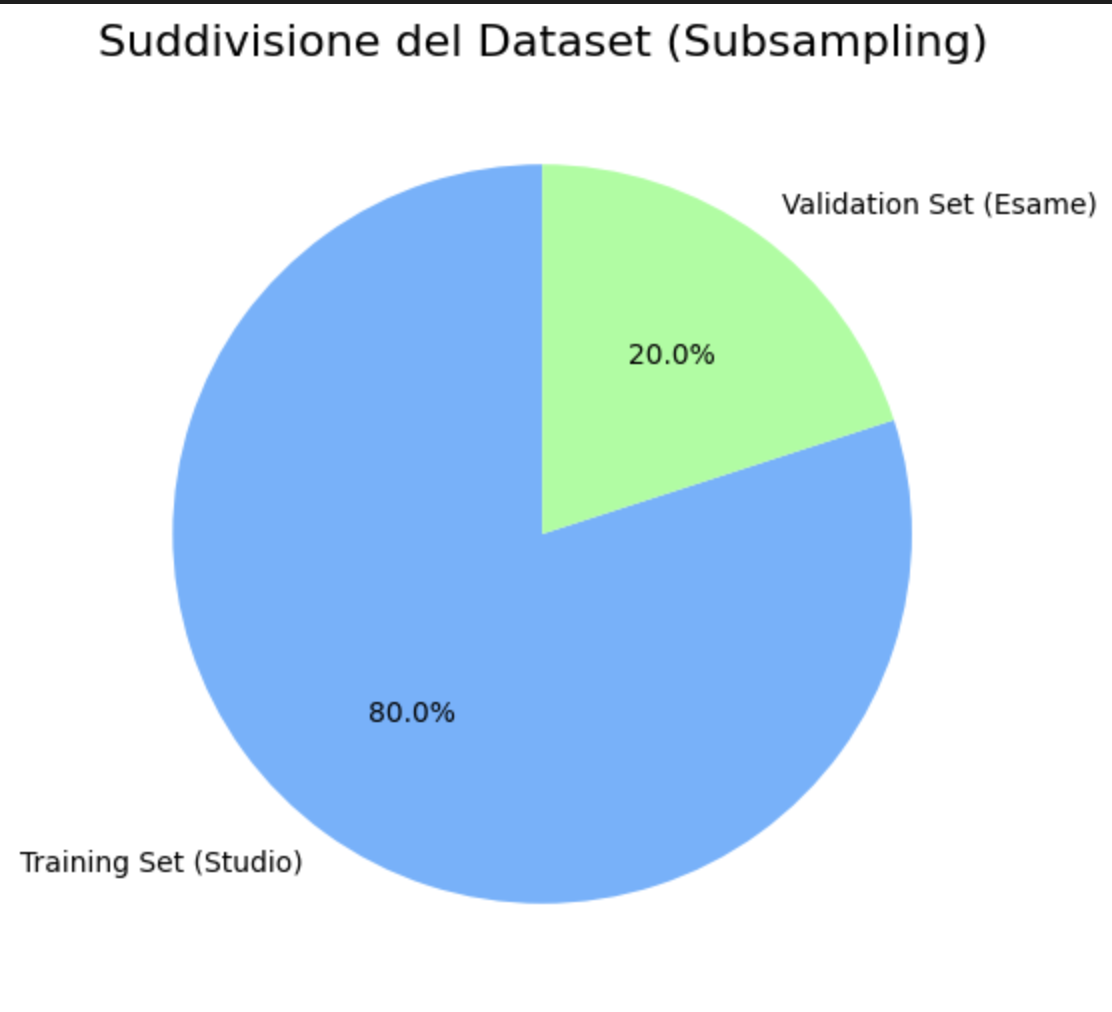 Suddivisione del Dataset (Subsampling)
Validation Set (Esame)
20.0%
80.0%
Training Set (Studio)